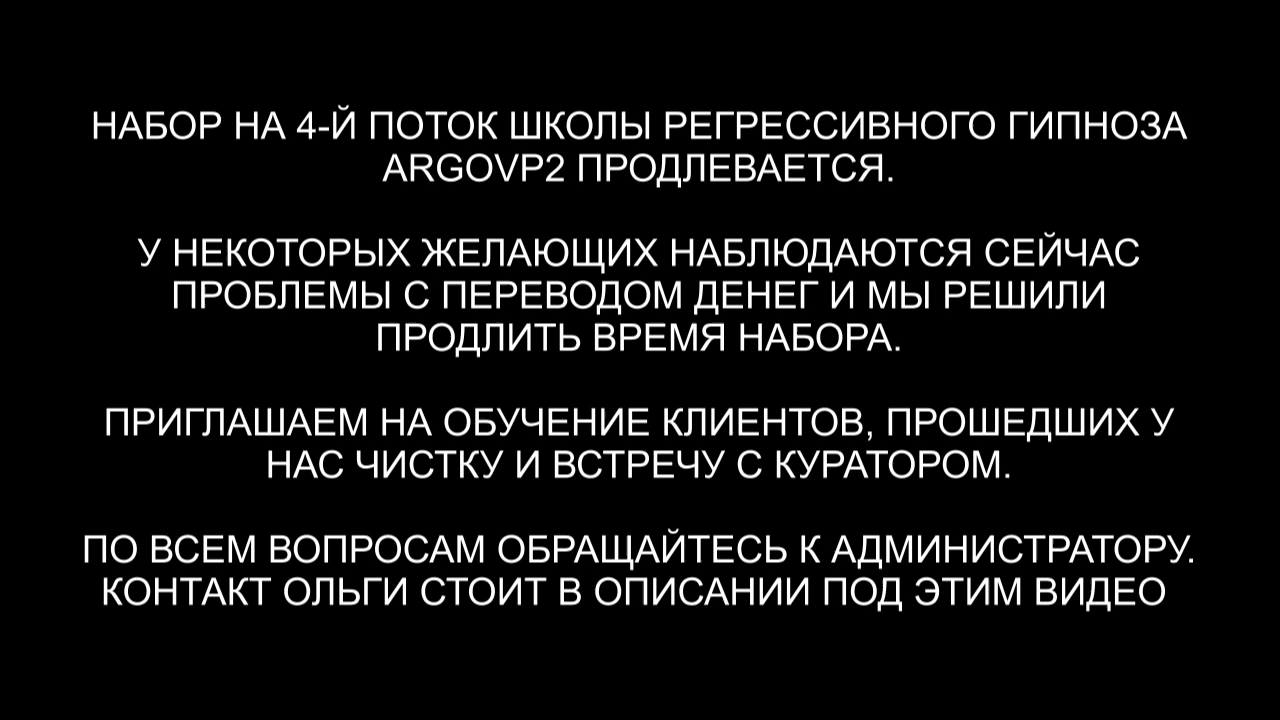 НАБОР НА 4-Й ПОТОК ШКОЛЫ РЕГРЕССИВНОГО ГИПНОЗА
ARGOVP2 ПРОДЛЕВАЕТСЯ.
У НЕКОТОРЫХ ЖЕЛАЮЩИХ НАБЛЮДАЮТСЯ СЕЙЧАС
ПРОБЛЕМЫ С ПЕРЕВОДОМ ДЕНЕГ И МЫ РЕШИЛИ
ПРОДЛИТЬ ВРЕМЯ НАБОРА.
ПРИГЛАШАЕМ НА ОБУЧЕНИЕ КЛИЕНТОВ, ПРОШЕДШИХ У
НАС ЧИСТКУ И ВСТРЕЧУ С КУРАТОРОМ.
ПО ВСЕМ ВОПРОСАМ ОБРАЩАЙТЕСЬ К АДМИНИСТРАТОРУ.
КОНТАКТ ОЛЬГИ СТОИТ В ОПИСАНИИ ПОД ЭТИМ ВИДЕО